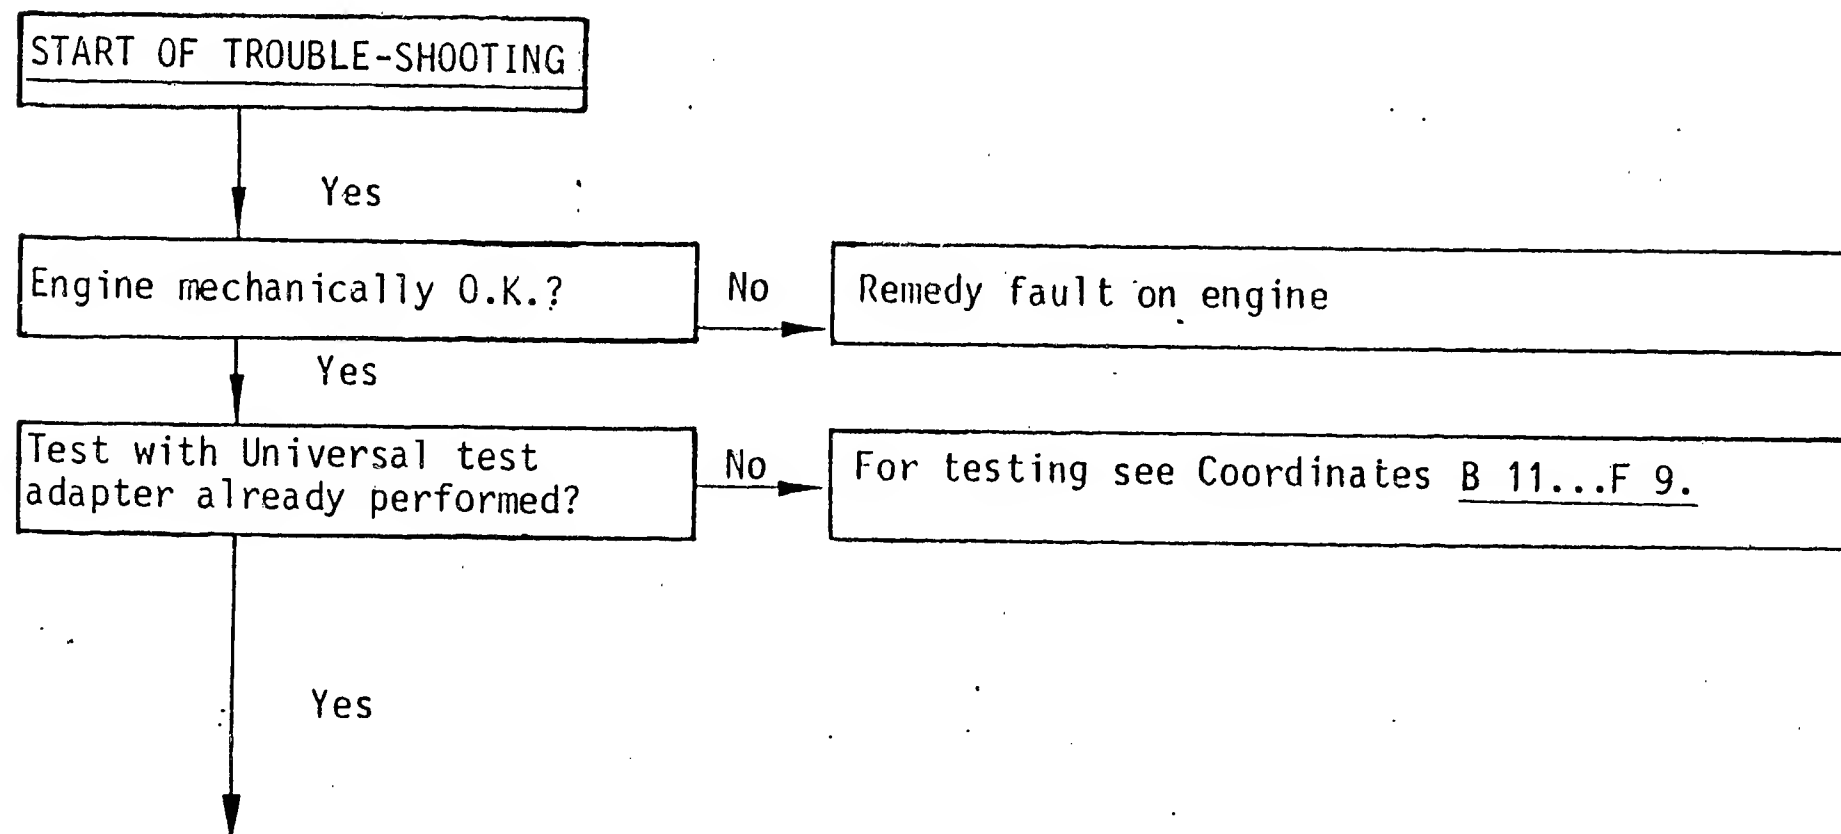 START OF TROUBLE-SHOOTING
Yes
Engine mechanically O.K.?
No
Remedy fault on engine
Yes
Test with Universal test
adapter already performed?
No
For testing see Coordinates B 11...F 9.
Yes